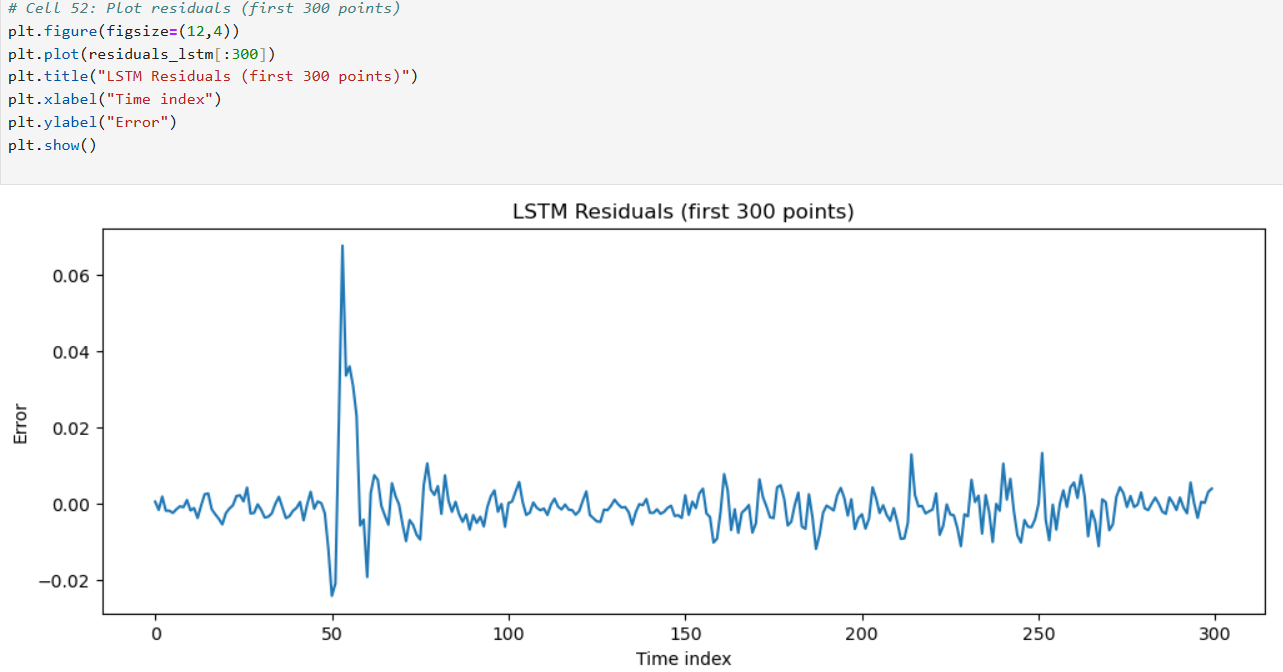 # Cell 52: Plot residuals (first 300 points)
plt.figure(figsize=(12,4))
plt.plot(residuals_lstm[:300])
plt.title("LSTM Residuals (first 300 points)")
plt.xlabel("Time index")
plt.ylabel("Error")
plt.show()
LSTM Residuals (first 300 points)
0.06
0.04
0.02
0.00
−0.02
Error
0 50 100 150 200 250 300
Time index